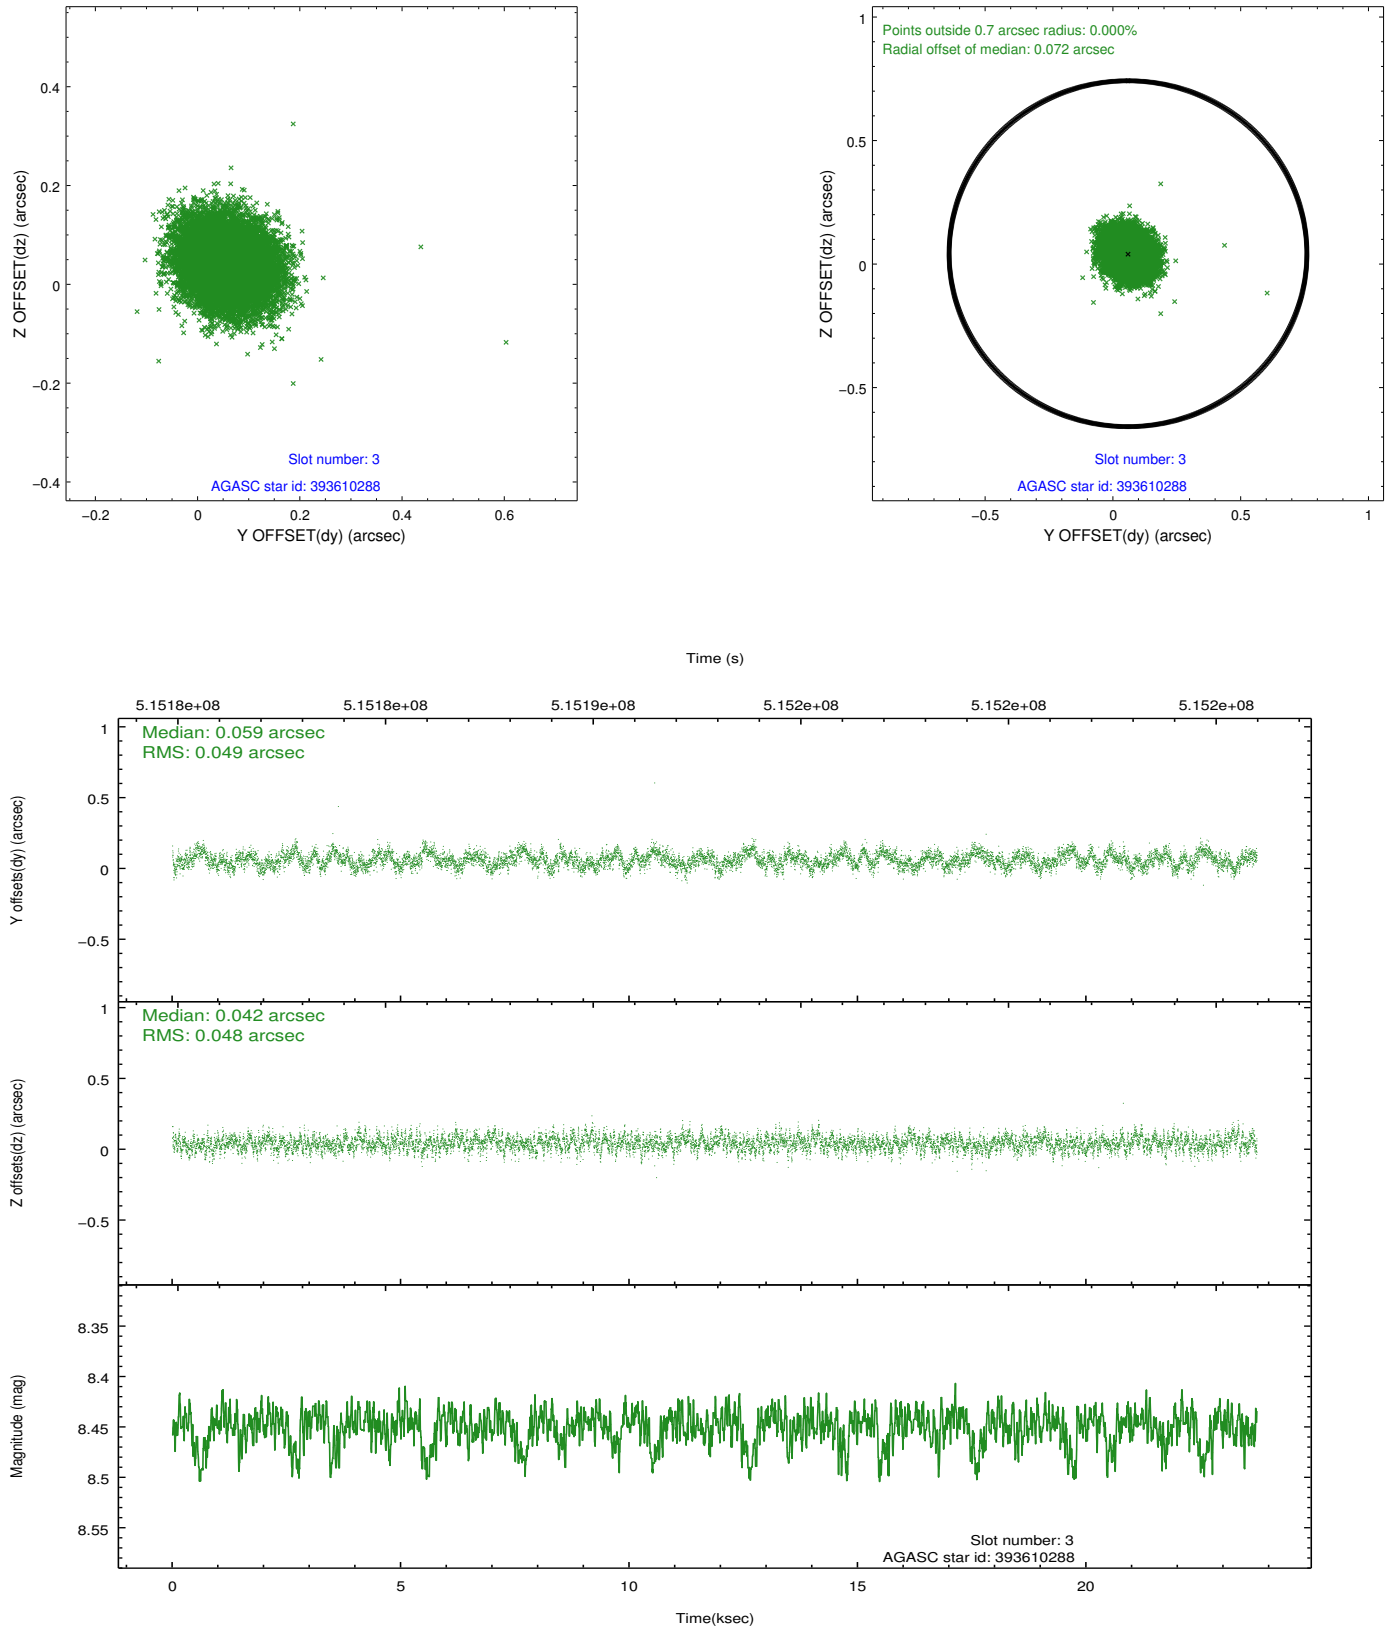 0.4
0.2
0
−0.2
−0.4
Z OFFSET(dz) (arcsec)
Slot number: 3
AGASC star id: 393610288
−0.2 0 0.2 0.4 0.6
Y OFFSET(dy) (arcsec)
Points outside 0.7 arcsec radius: 0.000%
Radial offset of median: 0.072 arcsec
1
0.5
0
−0.5
Z OFFSET(dz) (arcsec)
Slot number: 3
AGASC star id: 393610288
−0.5 0 0.5 1
Y OFFSET(dy) (arcsec)
Time (s)
5.1518e+08 5.1518e+08 5.1519e+08 5.152e+08 5.152e+08 5.152e+08
Median: 0.059 arcsec
RMS: 0.049 arcsec
1
0.5
0
−0.5
Y offsets(dy) (arcsec)
Median: 0.042 arcsec
RMS: 0.048 arcsec
1
0.5
0
−0.5
Z offsets(dz) (arcsec)
8.35
8.4
8.45
8.5
8.55
Magnitude (mag)
Slot number: 3
AGASC star id: 393610288
0 5 10 15 20
Time(ksec)